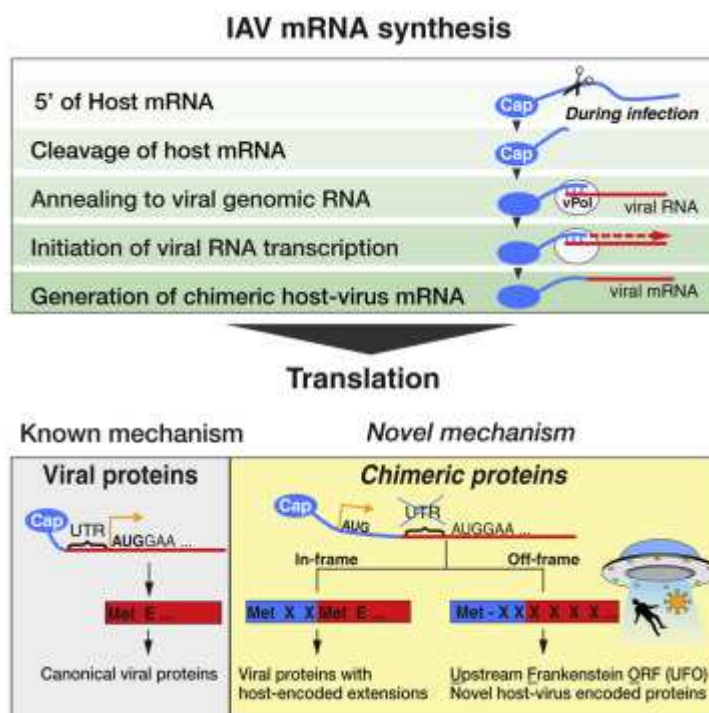 IAV mRNA synthesis
5' of Host mRNA
Cap
During infection
Cleavage of host mRNA
Cap
Annealing to viral genomic RNA
vPol
viral RNA
Initiation of viral RNA transcription
Generation of chimeric host-virus mRNA
viral mRNA
Translation
Known mechanism
Novel mechanism
Viral proteins
Chimeric proteins
Cap
UTR
AUGGAA ...
Cap
AUG
UTR
AUGGAA ...
In-frame
Off-frame
Met E ...
Met X X Met E ...
Met - X X X X X X ...
Canonical viral proteins
Viral proteins with
host-encoded extensions
Upstream Frankenstein ORF (UFO)
Novel host-virus encoded proteins